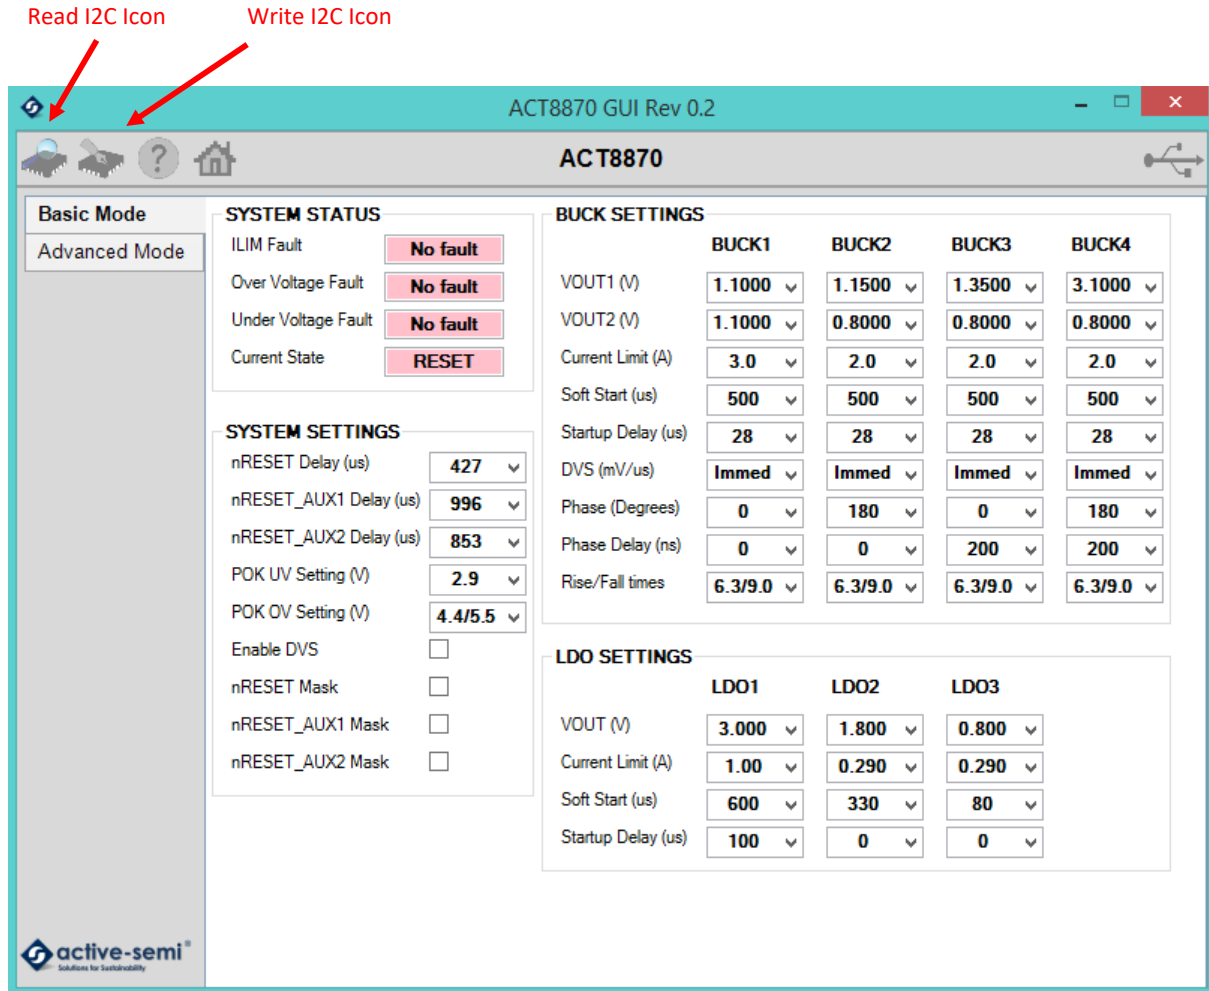 Read I2C Icon Write I2C Icon
ACT8870 GUI Rev 0.2
ACT8870
Basic Mode
Advanced Mode
SYSTEM STATUS
ILIM Fault No fault
Over Voltage Fault No fault
Under Voltage Fault No fault
Current State RESET
SYSTEM SETTINGS
nRESET Delay (us) 427
nRESET_AUX1 Delay (us) 996
nRESET_AUX2 Delay (us) 853
POK UV Setting (V) 2.9
POK OV Setting (V) 4.4/5.5
Enable DVS
nRESET Mask
nRESET_AUX1 Mask
nRESET_AUX2 Mask
BUCK SETTINGS
BUCK1 BUCK2 BUCK3 BUCK4
VOUT1 (V) 1.1000 1.1500 1.3500 3.1000
VOUT2 (V) 1.1000 0.8000 0.8000 0.8000
Current Limit (A) 3.0 2.0 2.0 2.0
Soft Start (us) 500 500 500 500
Startup Delay (us) 28 28 28 28
DVS (mV/us) Immed Immed Immed Immed
Phase (Degrees) 0 180 0 180
Phase Delay (ns) 0 0 200 200
Rise/Fall times 6.3/9.0 6.3/9.0 6.3/9.0 6.3/9.0
LDO SETTINGS
LDO1 LDO2 LDO3
VOUT (V) 3.000 1.800 0.800
Current Limit (A) 1.00 0.290 0.290
Soft Start (us) 600 330 80
Startup Delay (us) 100 0 0
active-semi®
Solutions for Sustainability